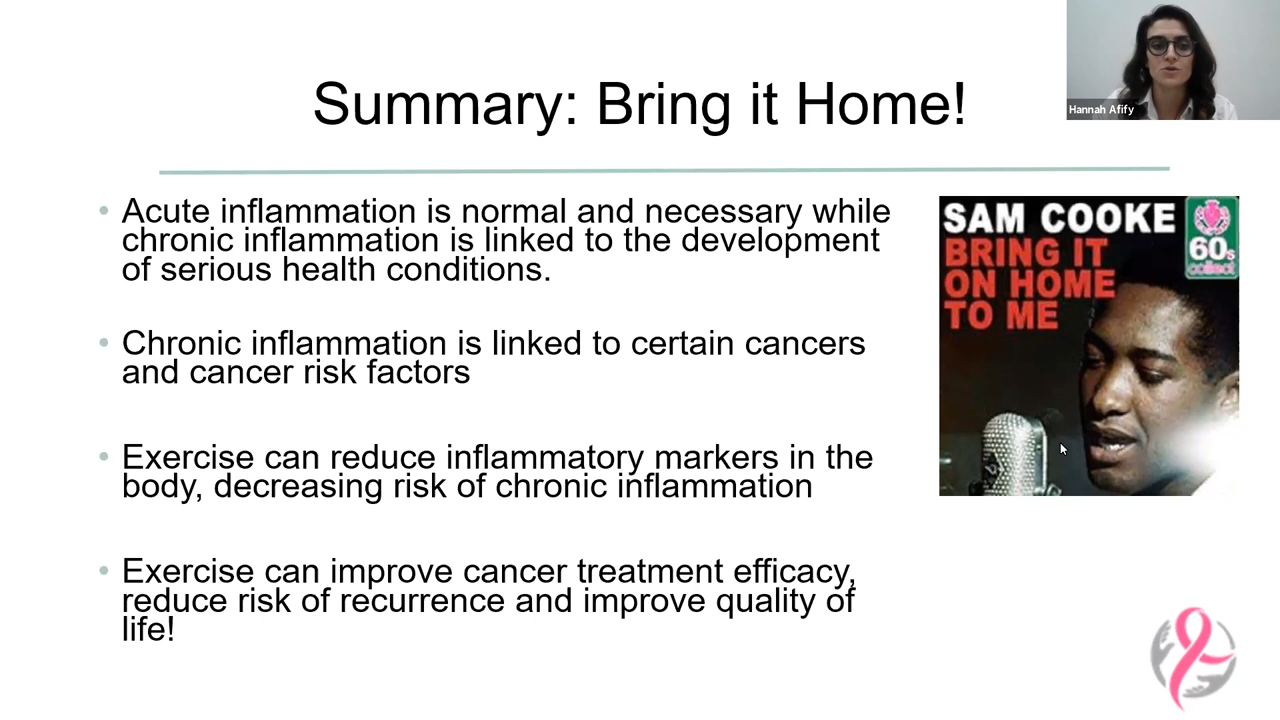 Summary: Bring it Home!
Hannah Afify
Acute inflammation is normal and necessary while
chronic inflammation is linked to the development
of serious health conditions.
Chronic inflammation is linked to certain cancers
and cancer risk factors
Exercise can reduce inflammatory markers in the
body, decreasing risk of chronic inflammation
Exercise can improve cancer treatment efficacy,
reduce risk of recurrence and improve quality of
life!
SAM COOKE
BRING IT
ON HOME
TO ME
60s
collect